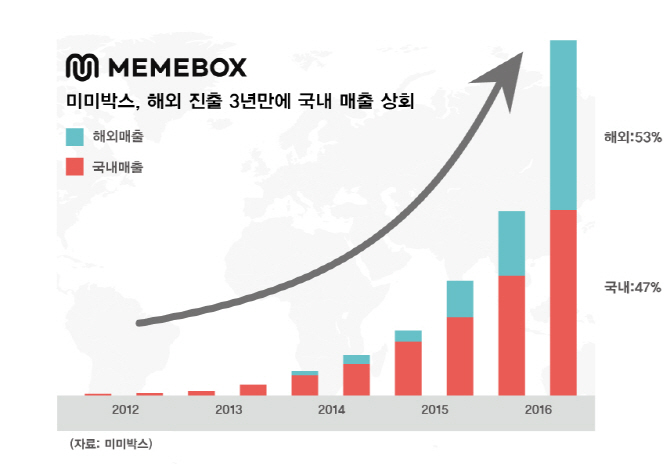 MEMEBOX
미미박스, 해외 진출 3년만에 국내 매출 상회
해외매출
국내매출
해외:53%
국내:47%
2012 2013 2014 2015 2016
(자료: 미미박스)